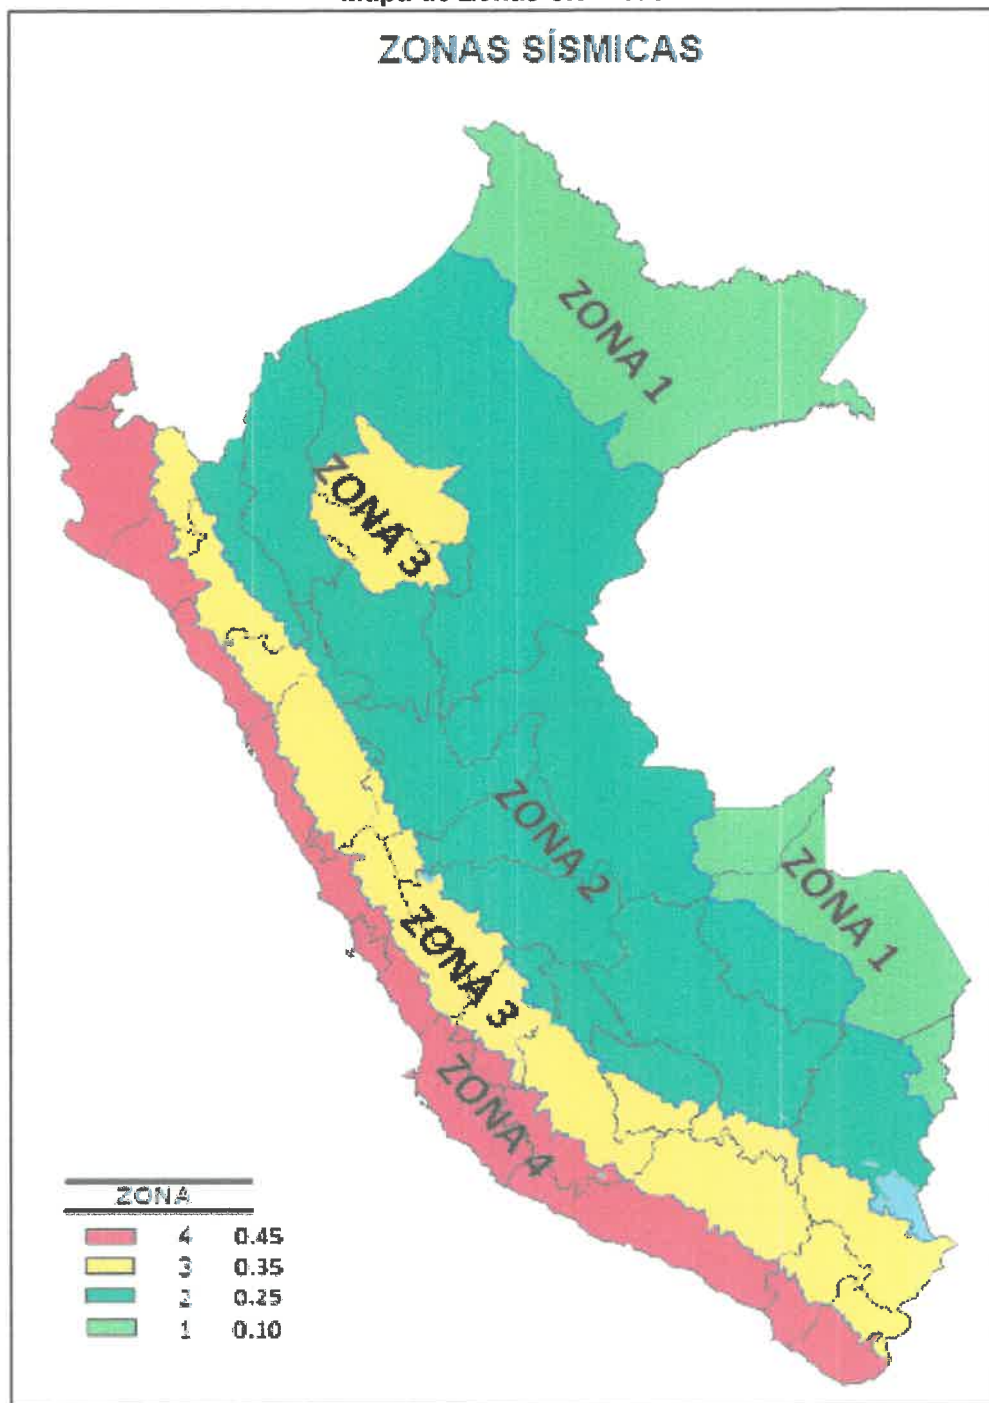 ZONAS SÍSMICAS
ZONA 1
ZONA 3
ZONA 2
ZONA 1
ZONA 3
ZONA 4
ZONA
4 0.45
3 0.35
2 0.25
1 0.10